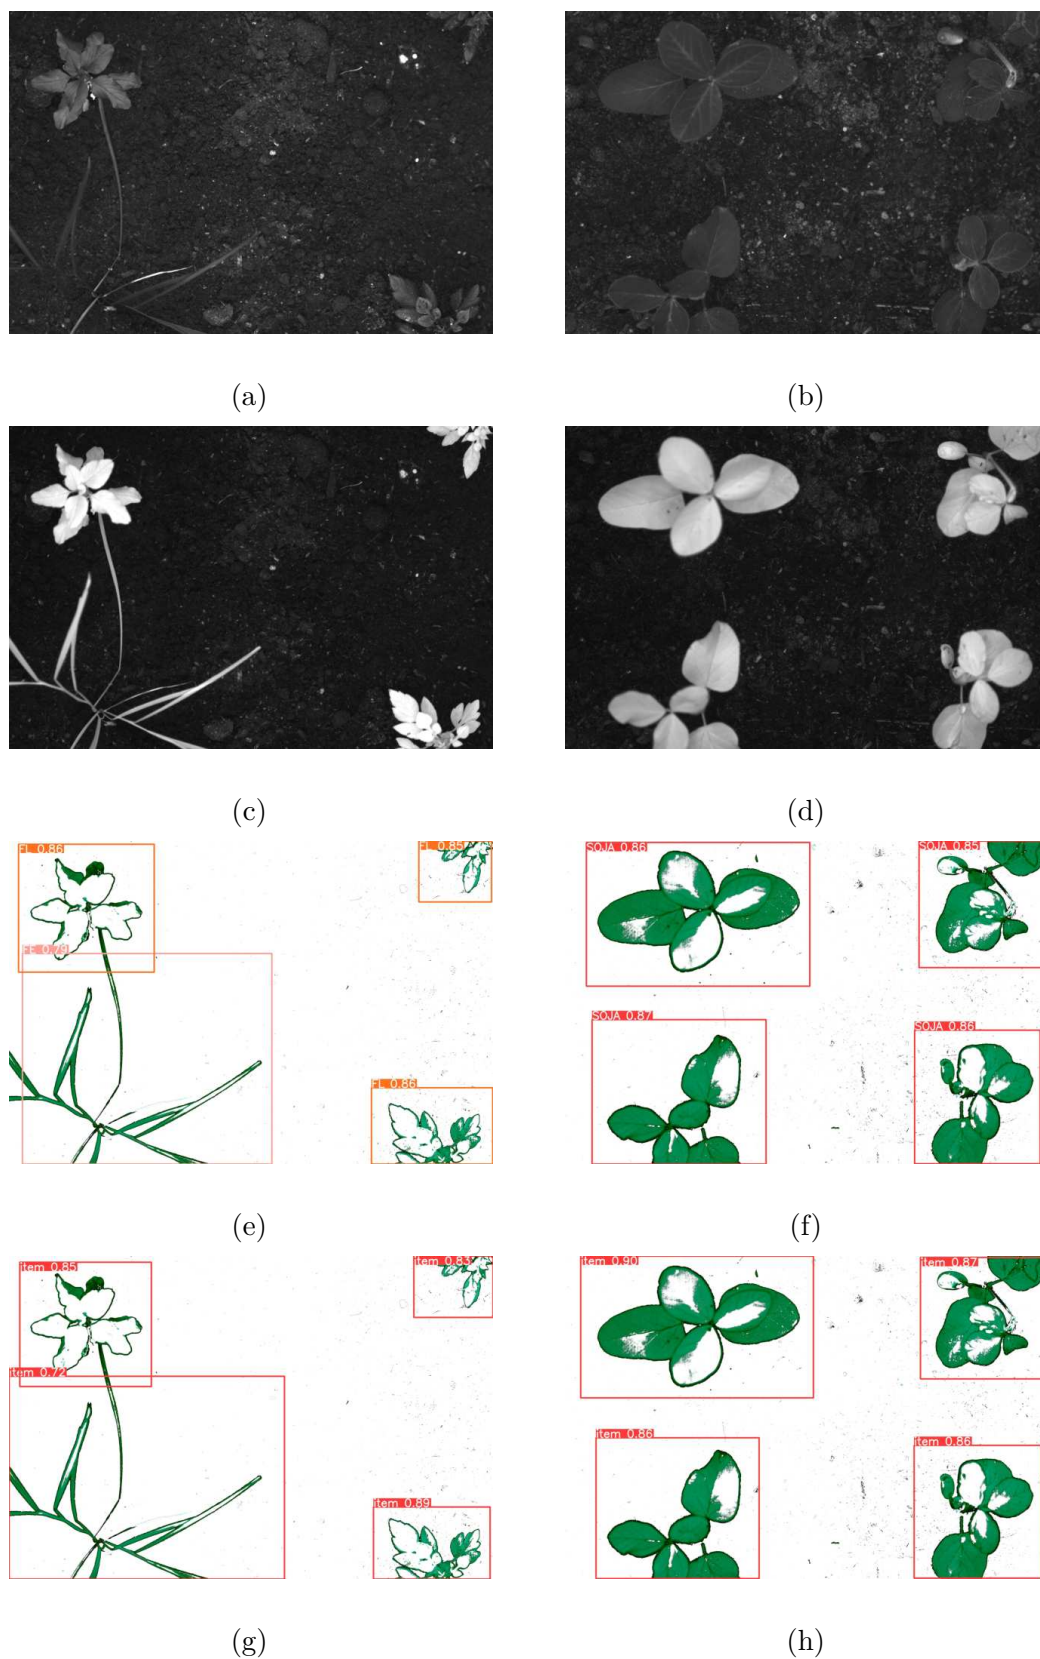 (a)
(b)
(c)
(d)
FL 0.86
FL 0.85
FE 0.79
FL 0.86
SOJA 0.86
SOJA 0.85
SOJA 0.87
SOJA 0.86
(e)
(f)
item 0.85
item 0.83
item 0.72
item 0.89
item 0.90
item 0.87
item 0.86
item 0.86
(g)
(h)